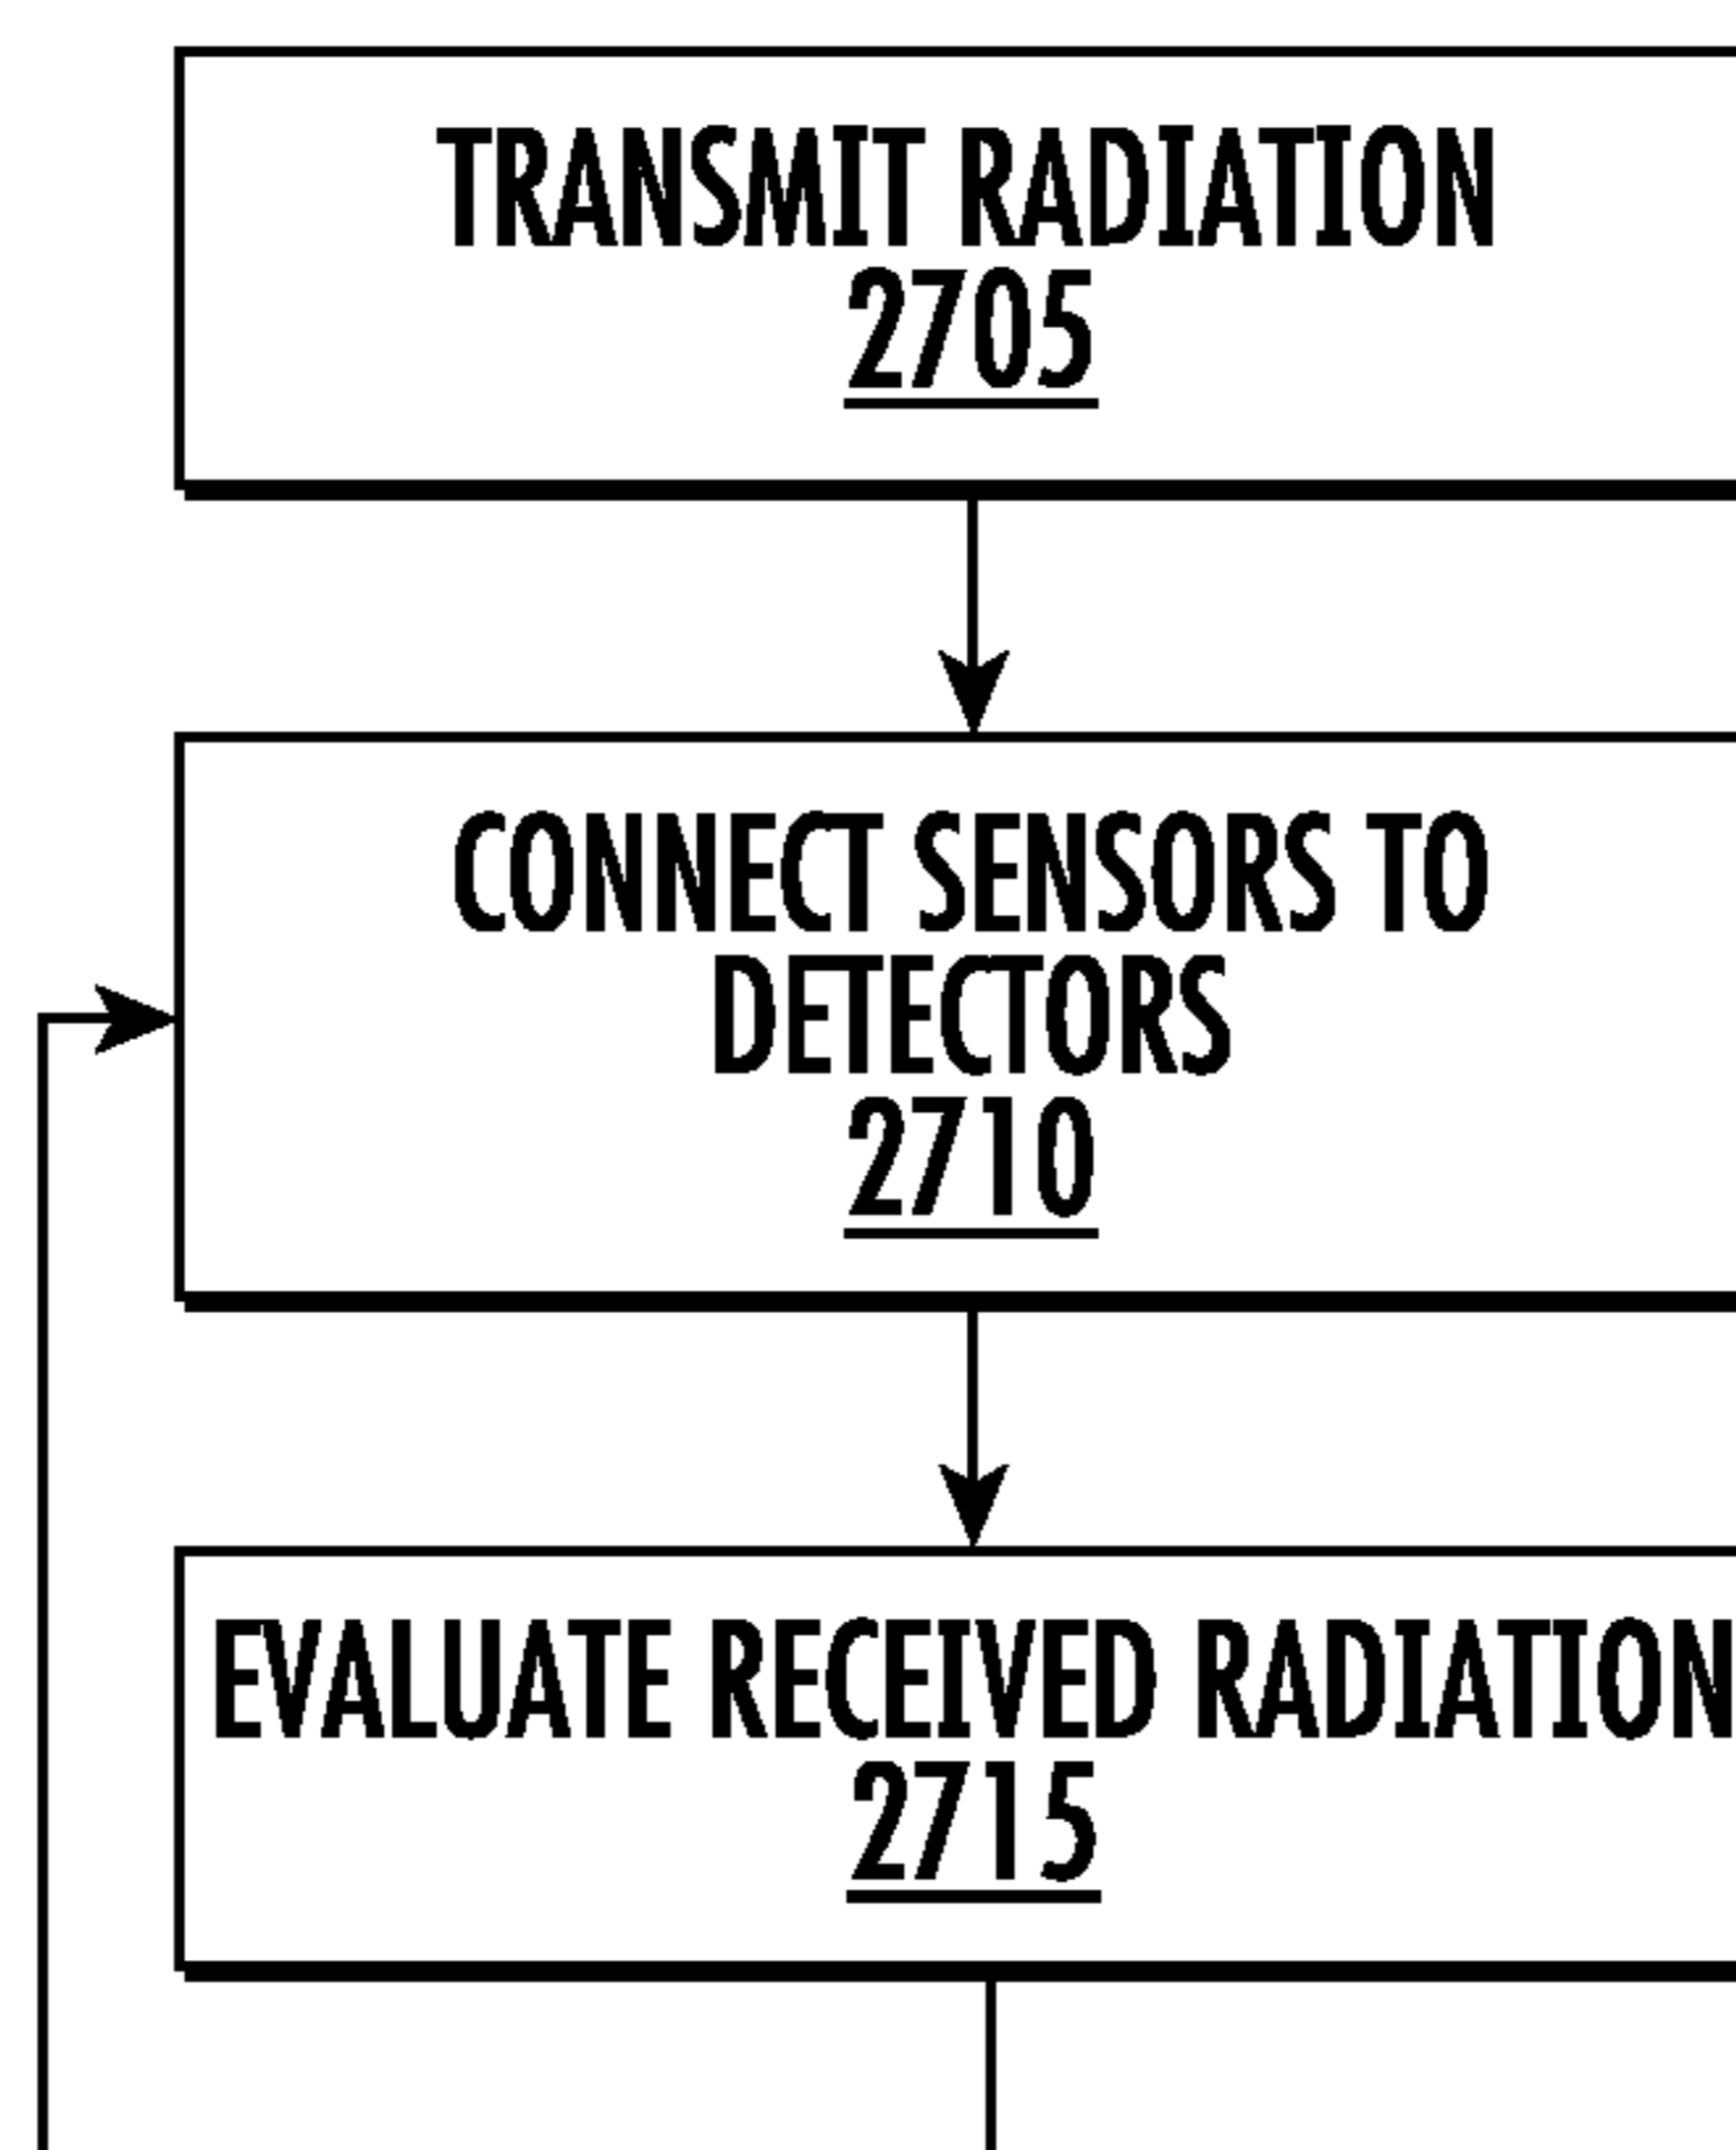 TRANSMIT RADIATION
2705
CONNECT SENSORS TO
DETECTORS
2710
EVALUATE RECEIVED RADIATION
2715